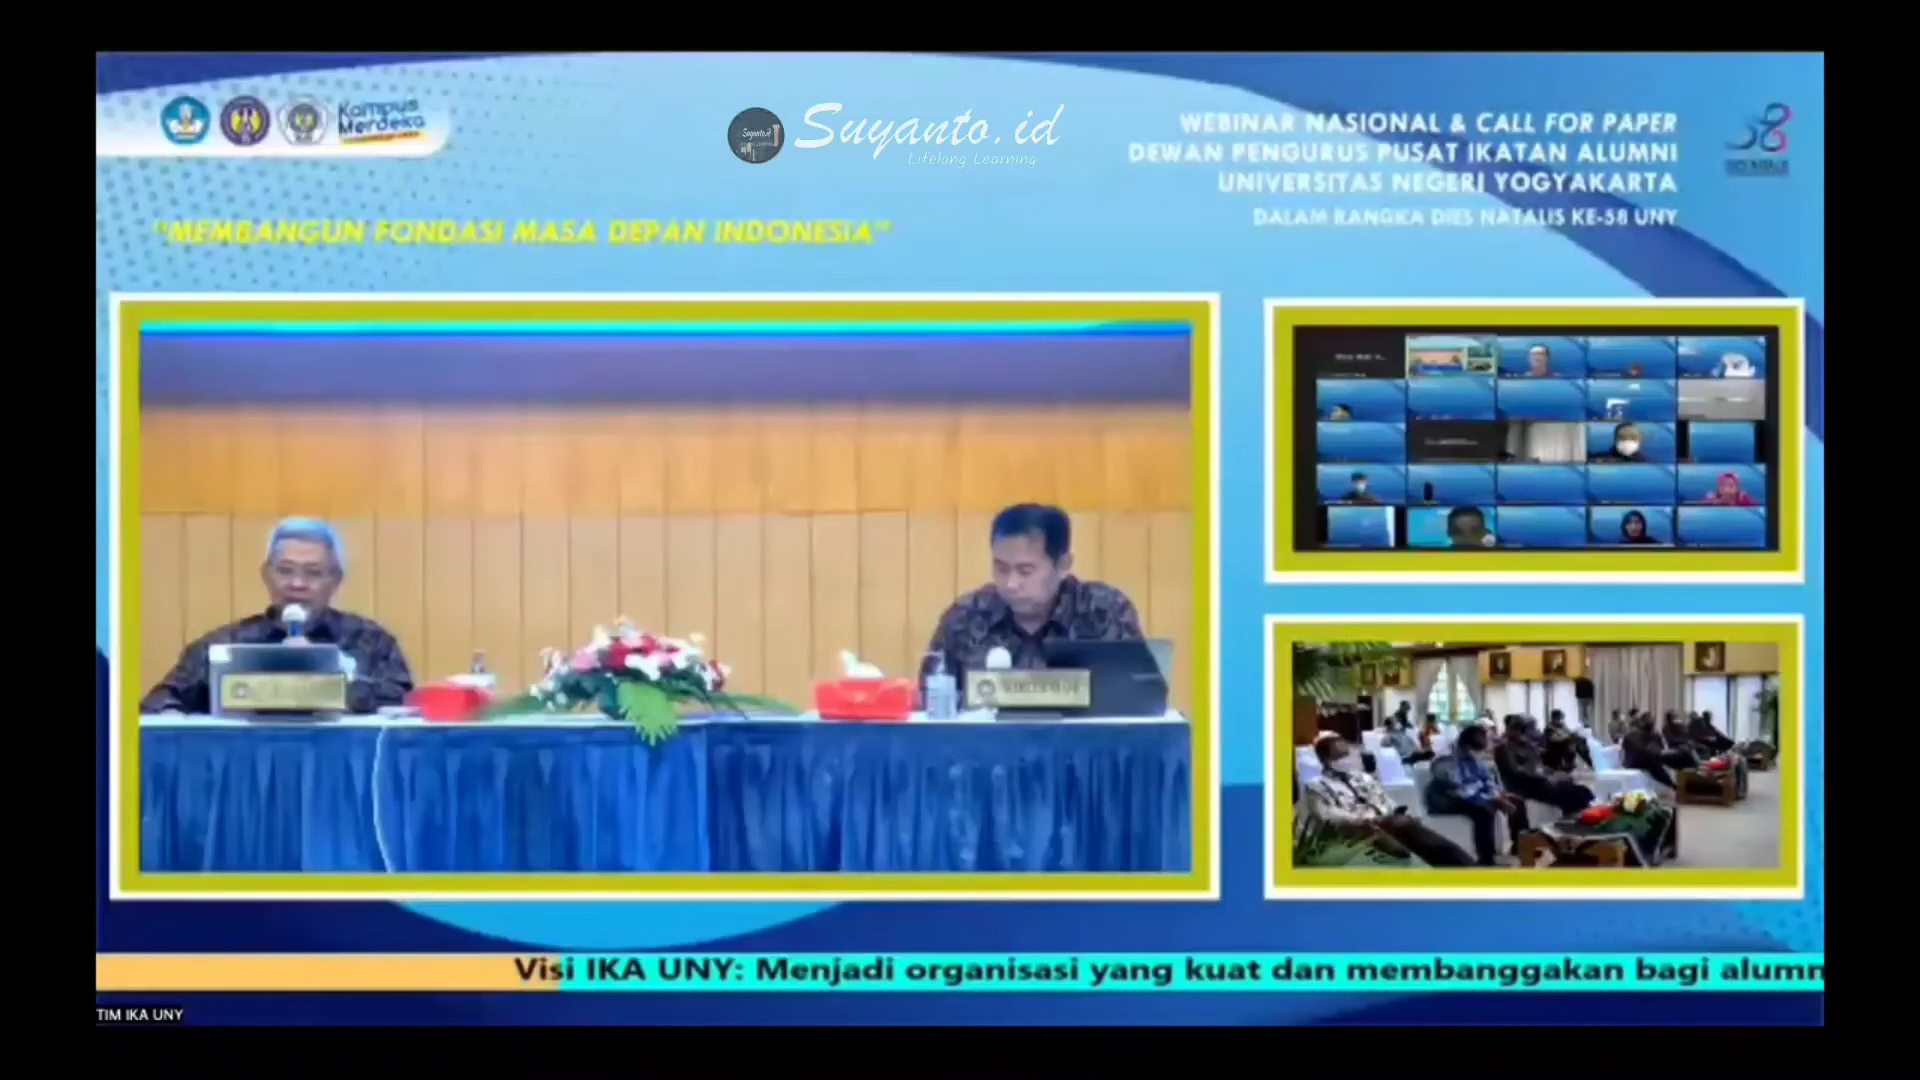 Kampus
Merdeka
Suyanto.id
Lifelong Learning
WEBINAR NASIONAL & CALL FOR PAPER
DEWAN PENGURUS PUSAT IKATAN ALUMNI
UNIVERSITAS NEGERI YOGYAKARTA
DALAM RANGKA DIES NATALIS KE-58 UNY
58
"MEMBANGUN FONDASI MASA DEPAN INDONESIA"
Visi IKA UNY: Menjadi organisasi yang kuat dan membanggakan bagi alumn
TIM IKA UNY